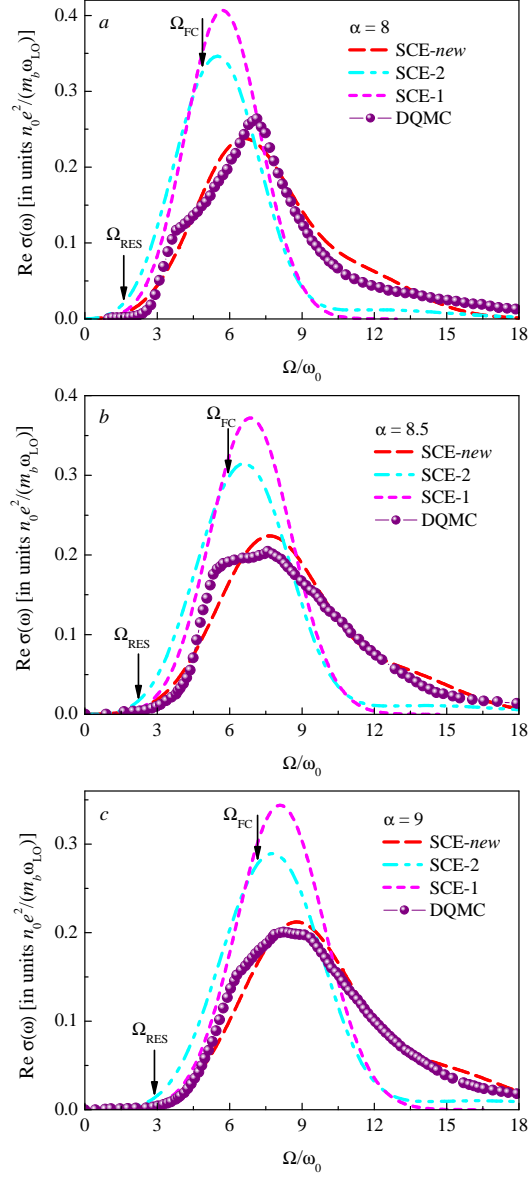 a
α = 8
SCE-new
SCE-2
SCE-1
DQMC
Ω_FC
Ω_RES
Re σ(ω) [in units n_0e^2/(m_bω_LO)]
0.4
0.3
0.2
0.1
0.0
0 3 6 9 12 15 18
Ω/ω_0
b
α = 8.5
SCE-new
SCE-2
SCE-1
DQMC
Ω_FC
Ω_RES
Re σ(ω) [in units n_0e^2/(m_bω_LO)]
0.4
0.3
0.2
0.1
0.0
0 3 6 9 12 15 18
Ω/ω_0
c
α = 9
SCE-new
SCE-2
SCE-1
DQMC
Ω_FC
Ω_RES
Re σ(ω) [in units n_0e^2/(m_bω_LO)]
0.3
0.2
0.1
0.0
0 3 6 9 12 15 18
Ω/ω_0